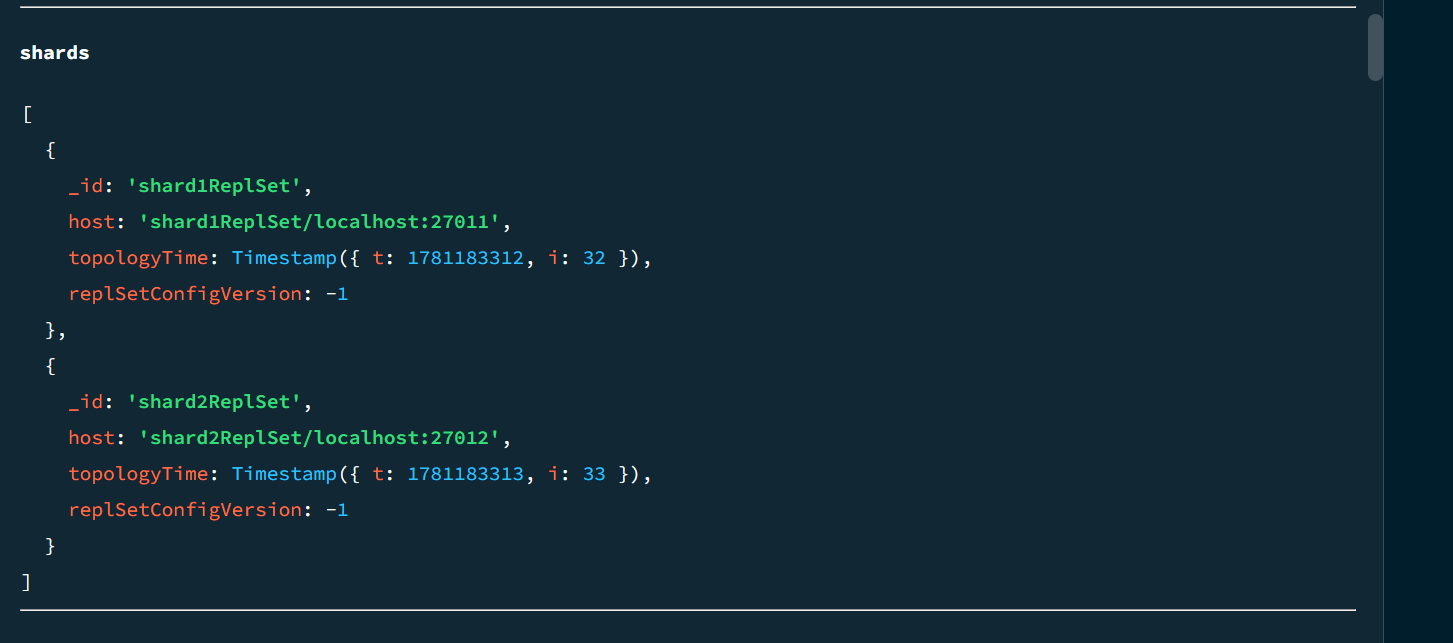 shards
[
  {
    _id: 'shard1ReplSet',
    host: 'shard1ReplSet/localhost:27011',
    topologyTime: Timestamp({ t: 1781183312, i: 32 }),
    replSetConfigVersion: -1
  },
  {
    _id: 'shard2ReplSet',
    host: 'shard2ReplSet/localhost:27012',
    topologyTime: Timestamp({ t: 1781183313, i: 33 }),
    replSetConfigVersion: -1
  }
]